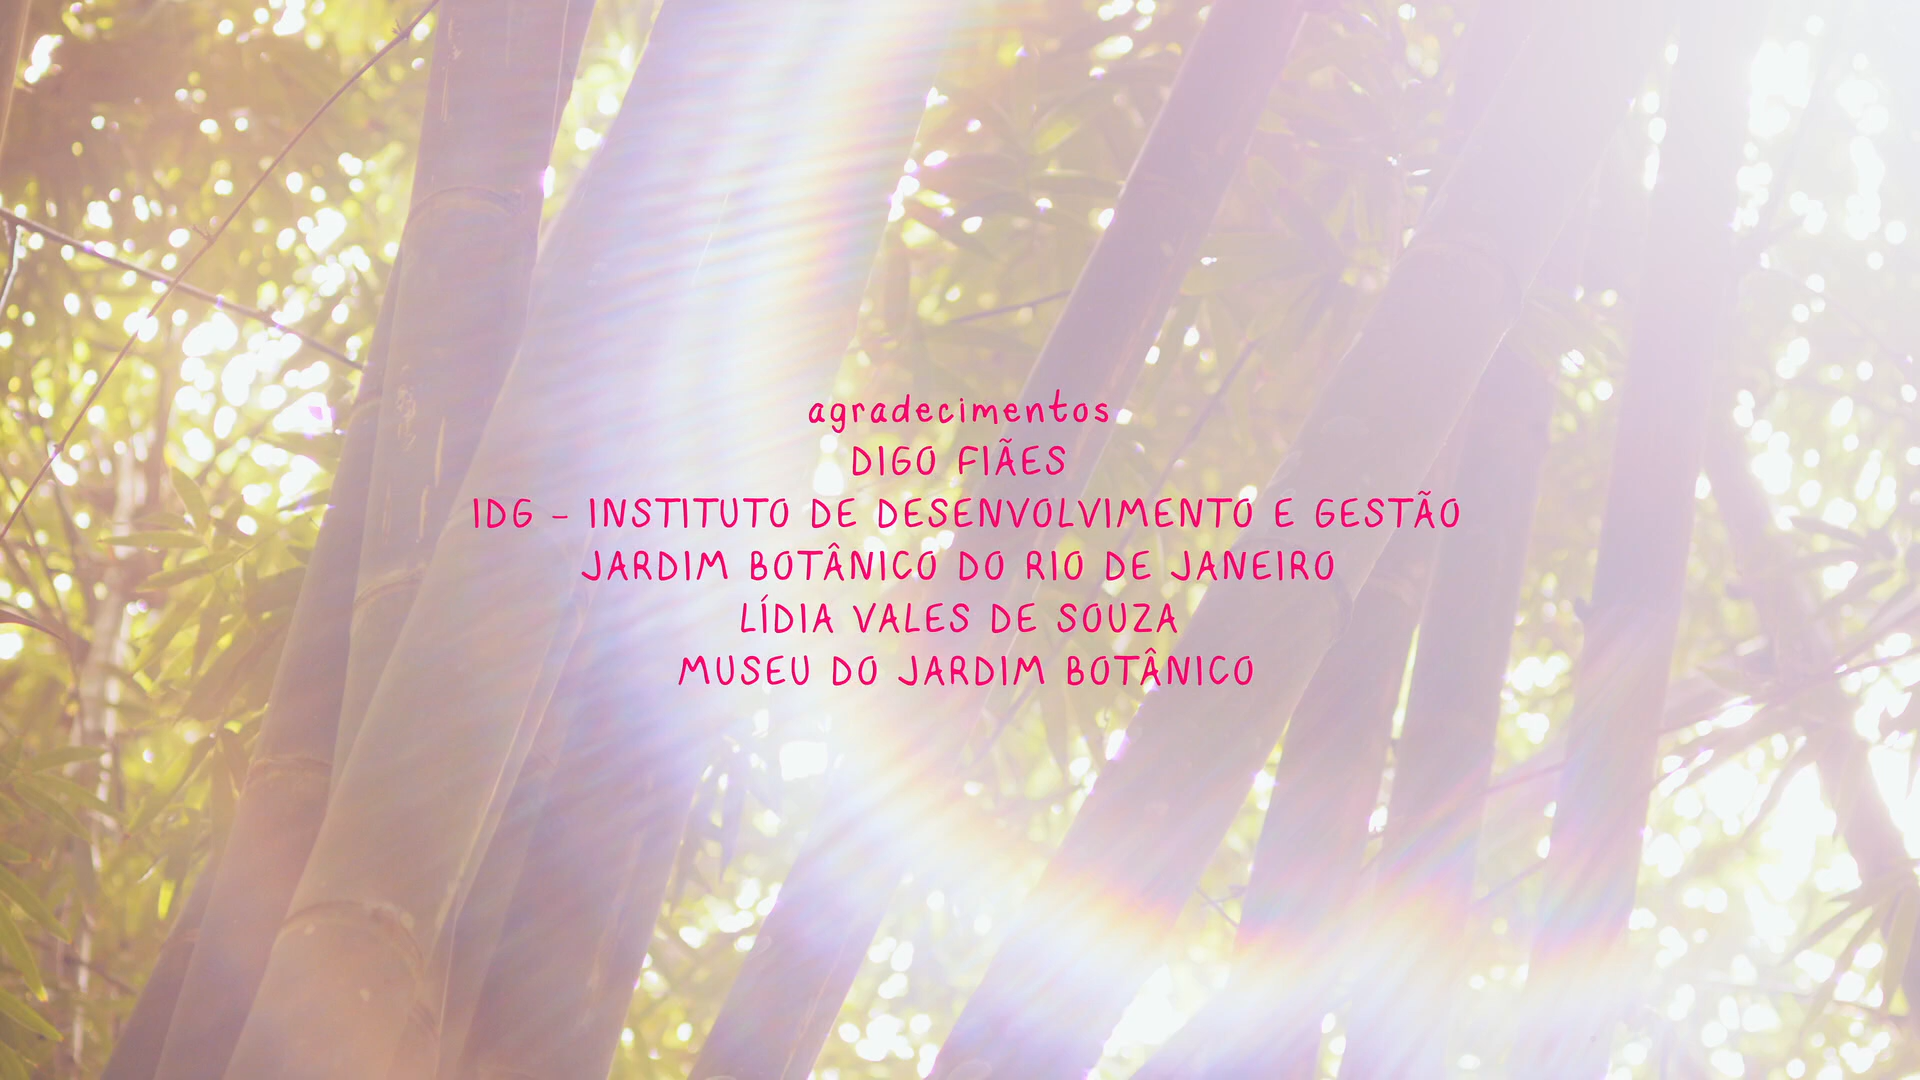 agradecimentos
DIGO FIÃES
IDG - INSTITUTO DE DESENVOLVIMENTO E GESTÃO
JARDIM BOTÂNICO DO RIO DE JANEIRO
LÍDIA VALES DE SOUZA
MUSEU DO JARDIM BOTÂNICO